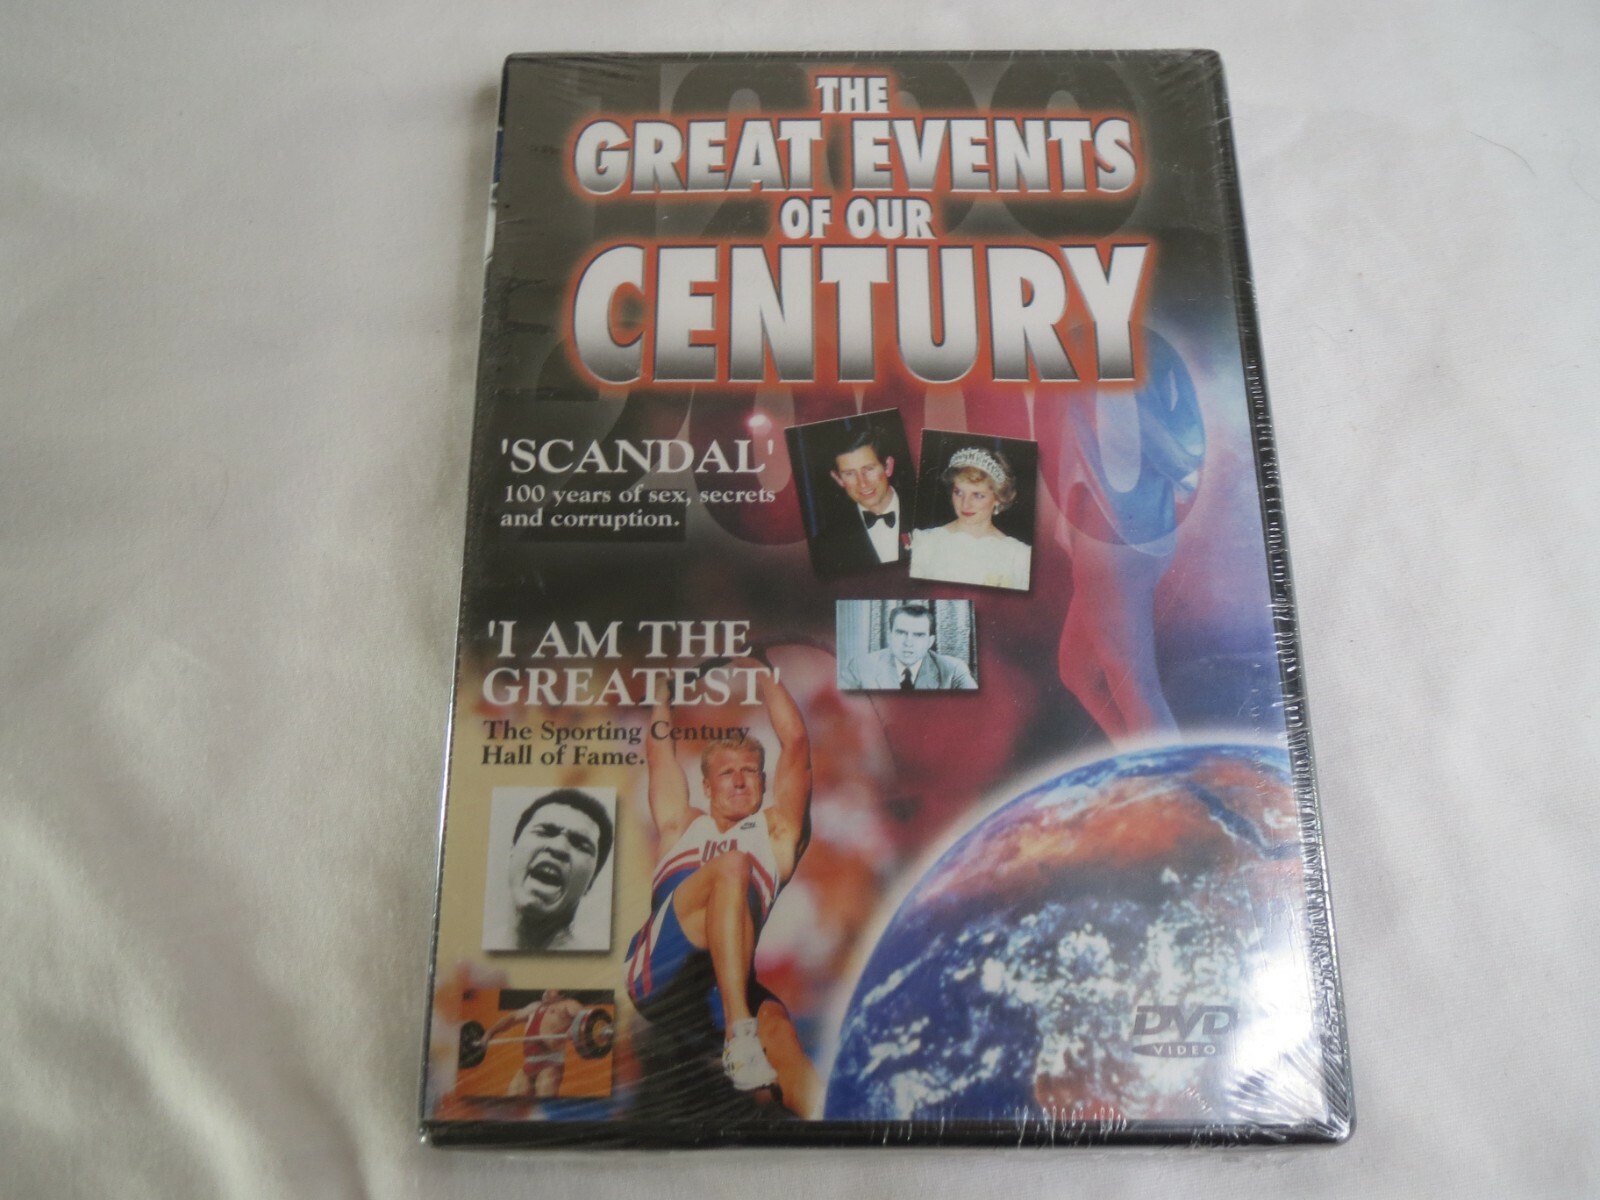 THE
GREAT EVENTS
OF OUR
CENTURY
'SCANDAL'
100 years of sex, secrets
and corruption.
'I AM THE
GREATEST'
The Sporting Century
Hall of Fame.
USA
DVD
VIDEO